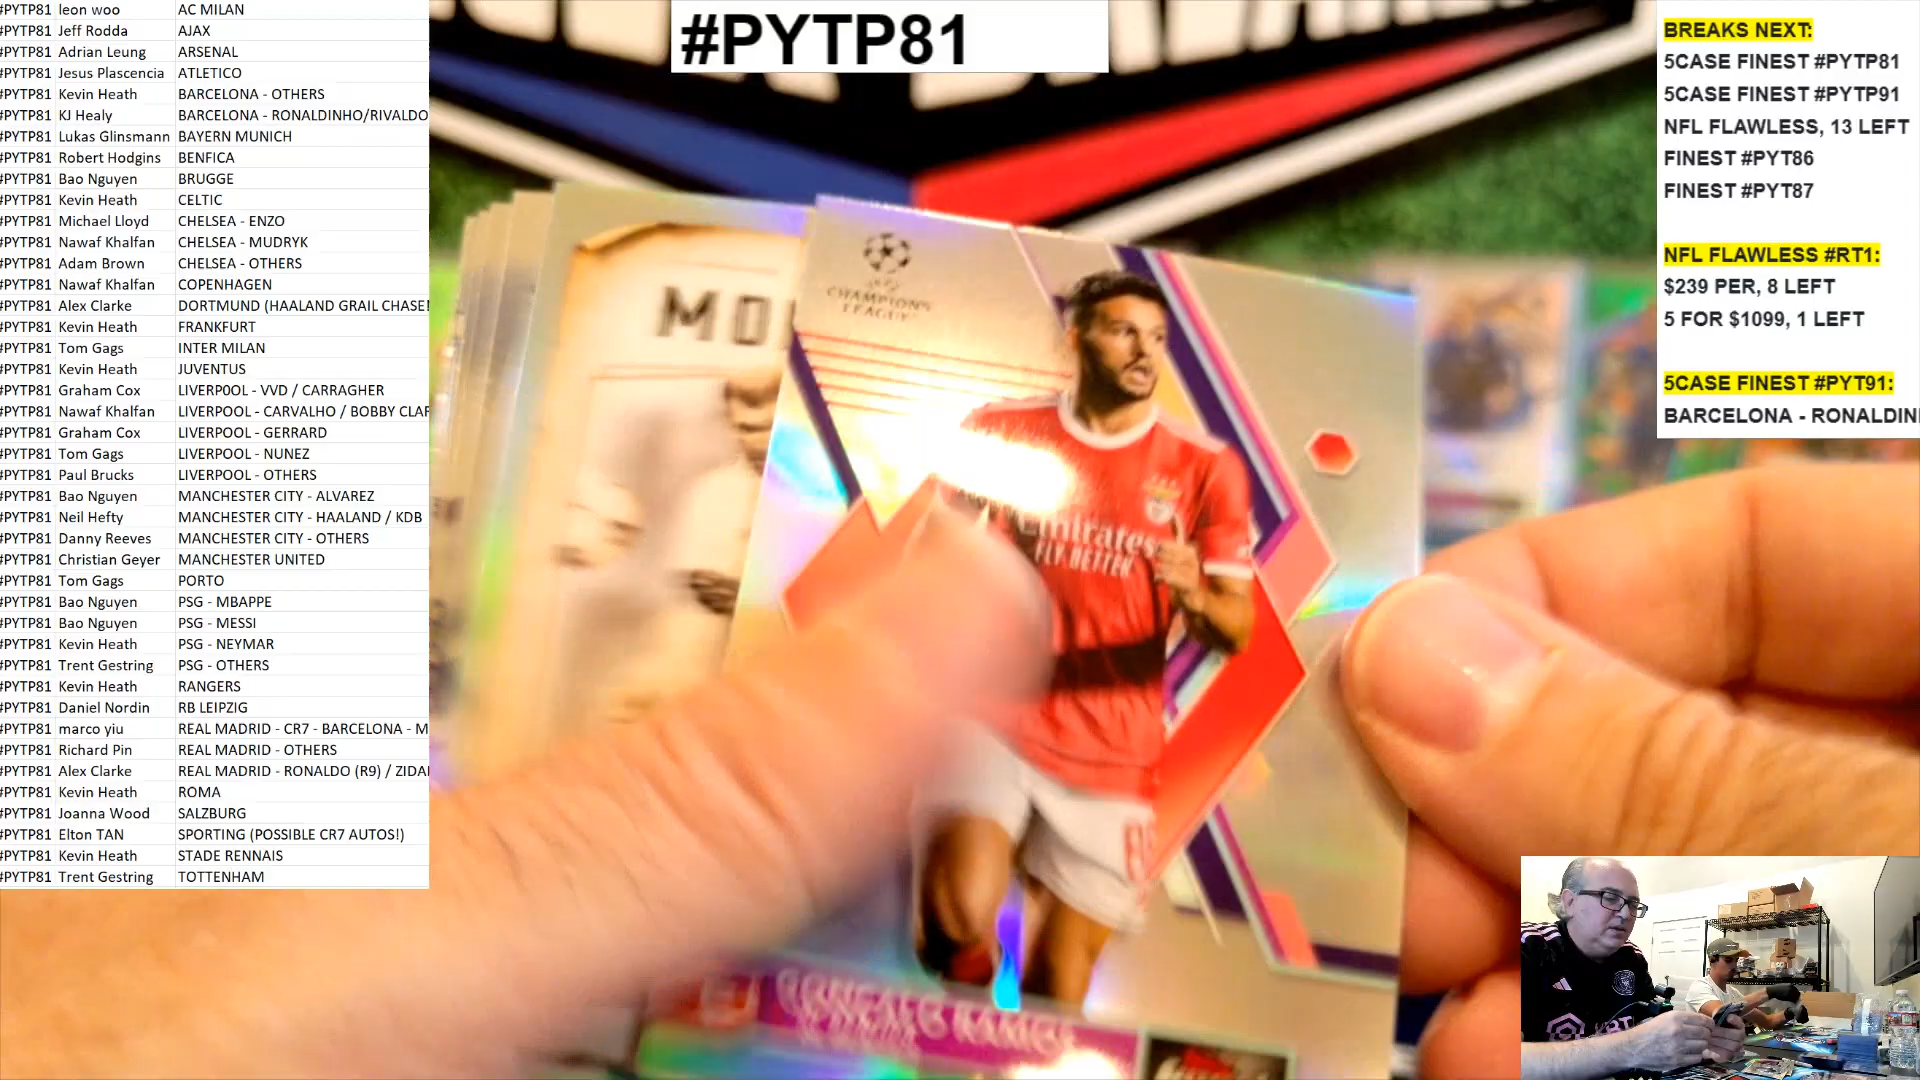 #PYTP81 leon woo AC MILAN
#PYTP81 Jeff Rodda AJAX
#PYTP81 Adrian Leung ARSENAL
#PYTP81 Jesus Plascencia ATLETICO
#PYTP81 Kevin Heath BARCELONA - OTHERS
#PYTP81 KJ Healy BARCELONA - RONALDINHO/RIVALDO
#PYTP81 Lukas Glinsmann BAYERN MUNICH
#PYTP81 Robert Hodgins BENFICA
#PYTP81 Bao Nguyen BRUGGE
#PYTP81 Kevin Heath CELTIC
#PYTP81 Michael Lloyd CHELSEA - ENZO
#PYTP81 Nawaf Khalfan CHELSEA - MUDRYK
#PYTP81 Adam Brown CHELSEA - OTHERS
#PYTP81 Nawaf Khalfan COPENHAGEN
#PYTP81 Alex Clarke DORTMUND (HAALAND GRAIL CHASE!
#PYTP81 Kevin Heath FRANKFURT
#PYTP81 Tom Gags INTER MILAN
#PYTP81 Kevin Heath JUVENTUS
#PYTP81 Graham Cox LIVERPOOL - VVD / CARRAGHER
#PYTP81 Nawaf Khalfan LIVERPOOL - CARVALHO / BOBBY CLAR
#PYTP81 Graham Cox LIVERPOOL - GERRARD
#PYTP81 Tom Gags LIVERPOOL - NUNEZ
#PYTP81 Paul Brucks LIVERPOOL - OTHERS
#PYTP81 Bao Nguyen MANCHESTER CITY - ALVAREZ
#PYTP81 Neil Hefty MANCHESTER CITY - HAALAND / KDB
#PYTP81 Danny Reeves MANCHESTER CITY - OTHERS
#PYTP81 Christian Geyer MANCHESTER UNITED
#PYTP81 Tom Gags PORTO
#PYTP81 Bao Nguyen PSG - MBAPPE
#PYTP81 Bao Nguyen PSG - MESSI
#PYTP81 Kevin Heath PSG - NEYMAR
#PYTP81 Trent Gestring PSG - OTHERS
#PYTP81 Kevin Heath RANGERS
#PYTP81 Daniel Nordin RB LEIPZIG
#PYTP81 marco yiu REAL MADRID - CR7 - BARCELONA - M
#PYTP81 Richard Pin REAL MADRID - OTHERS
#PYTP81 Alex Clarke REAL MADRID - RONALDO (R9) / ZIDA
#PYTP81 Kevin Heath ROMA
#PYTP81 Joanna Wood SALZBURG
#PYTP81 Elton TAN SPORTING (POSSIBLE CR7 AUTOS!)
#PYTP81 Kevin Heath STADE RENNAIS
#PYTP81 Trent Gestring TOTTENHAM
#PYTP81
MO
CHAMPIONS
LEAGUE
Emirates
FLY BETTER
GONÇALO RAMOS
BREAKS NEXT:
5CASE FINEST #PYTP81
5CASE FINEST #PYTP91
NFL FLAWLESS, 13 LEFT
FINEST #PYT86
FINEST #PYT87
NFL FLAWLESS #RT1:
$239 PER, 8 LEFT
5 FOR $1099, 1 LEFT
5CASE FINEST #PYT91:
BARCELONA - RONALDIN